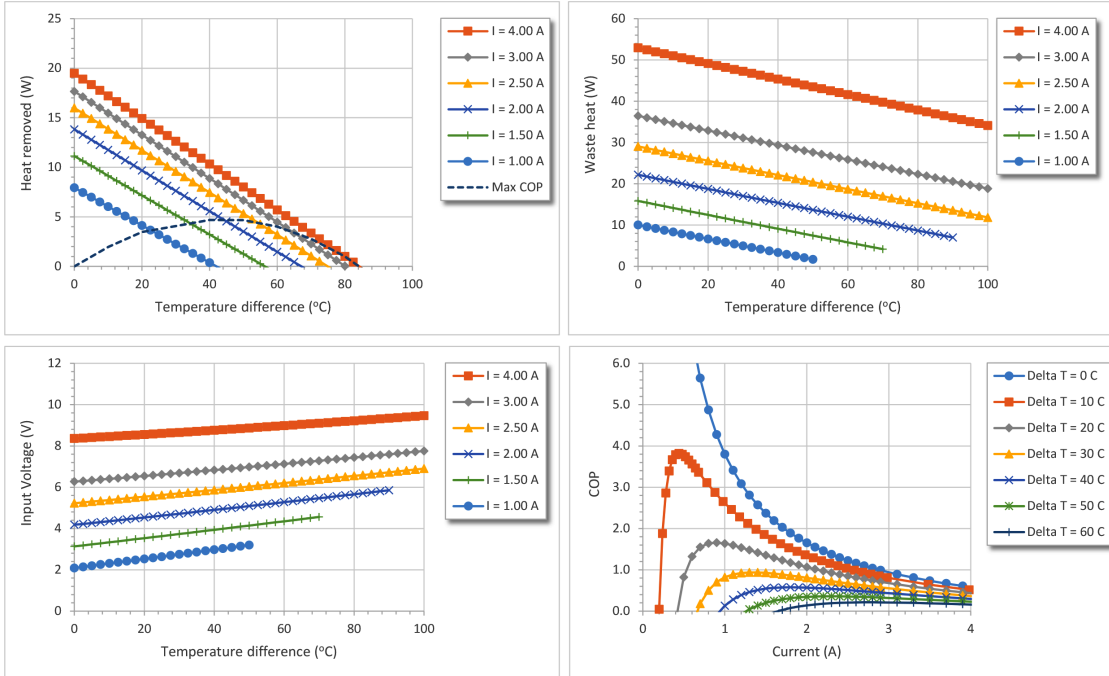 Heat removed (W)
25
20
15
10
5
0
0 20 40 60 80 100
Temperature difference (°C)
I = 4.00 A
I = 3.00 A
I = 2.50 A
I = 2.00 A
I = 1.50 A
I = 1.00 A
Max COP
Waste heat (W)
60
50
40
30
20
10
0
0 20 40 60 80 100
Temperature difference (°C)
I = 4.00 A
I = 3.00 A
I = 2.50 A
I = 2.00 A
I = 1.50 A
I = 1.00 A
Input Voltage (V)
12
10
8
6
4
2
0
0 20 40 60 80 100
Temperature difference (°C)
I = 4.00 A
I = 3.00 A
I = 2.50 A
I = 2.00 A
I = 1.50 A
I = 1.00 A
COP
6.0
5.0
4.0
3.0
2.0
1.0
0.0
0 1 2 3 4
Current (A)
Delta T = 0 C
Delta T = 10 C
Delta T = 20 C
Delta T = 30 C
Delta T = 40 C
Delta T = 50 C
Delta T = 60 C